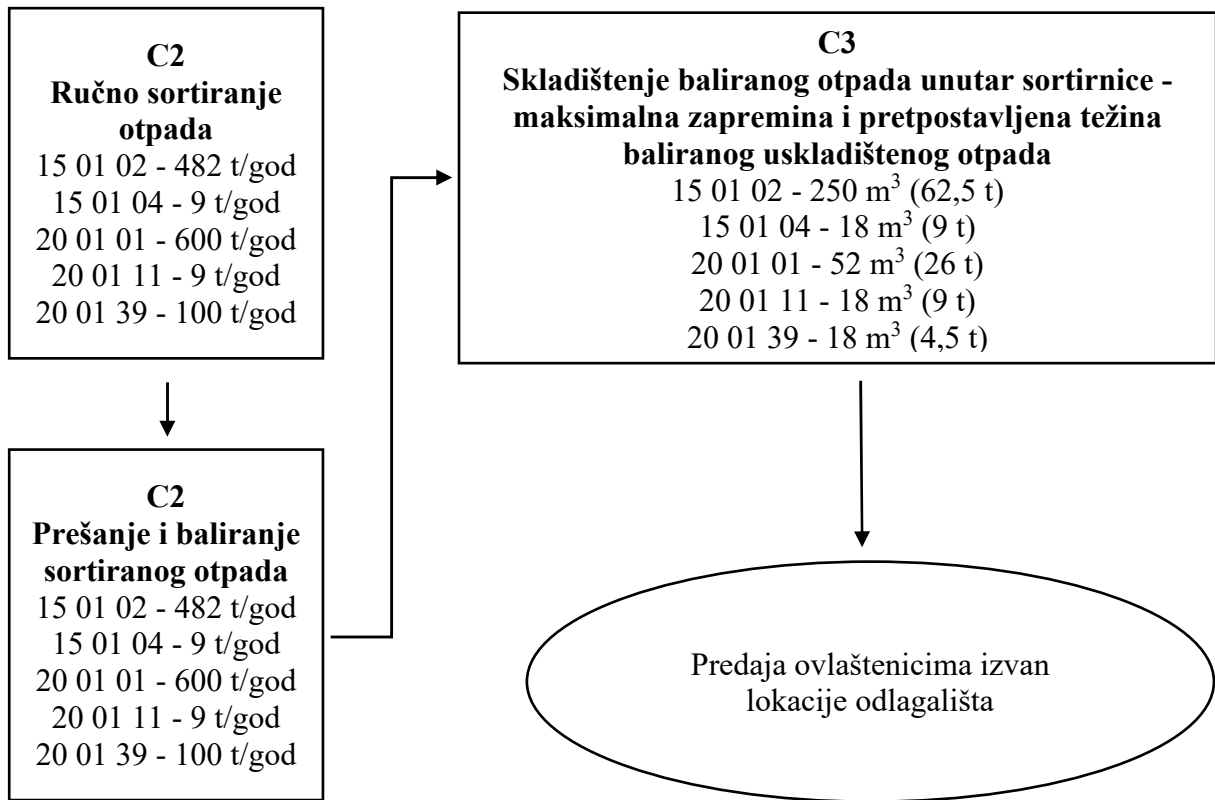 C2
Ručno sortiranje
otpada
15 01 02 - 482 t/god
15 01 04 - 9 t/god
20 01 01 - 600 t/god
20 01 11 - 9 t/god
20 01 39 - 100 t/god
C2
Prešanje i baliranje
sortiranog otpada
15 01 02 - 482 t/god
15 01 04 - 9 t/god
20 01 01 - 600 t/god
20 01 11 - 9 t/god
20 01 39 - 100 t/god
C3
Skladištenje baliranog otpada unutar sortirnice -
maksimalna zapremina i pretpostavljena težina
baliranog uskladištenog otpada
15 01 02 - 250 m³ (62,5 t)
15 01 04 - 18 m³ (9 t)
20 01 01 - 52 m³ (26 t)
20 01 11 - 18 m³ (9 t)
20 01 39 - 18 m³ (4,5 t)
Predaja ovlaštenicima izvan
lokacije odlagališta